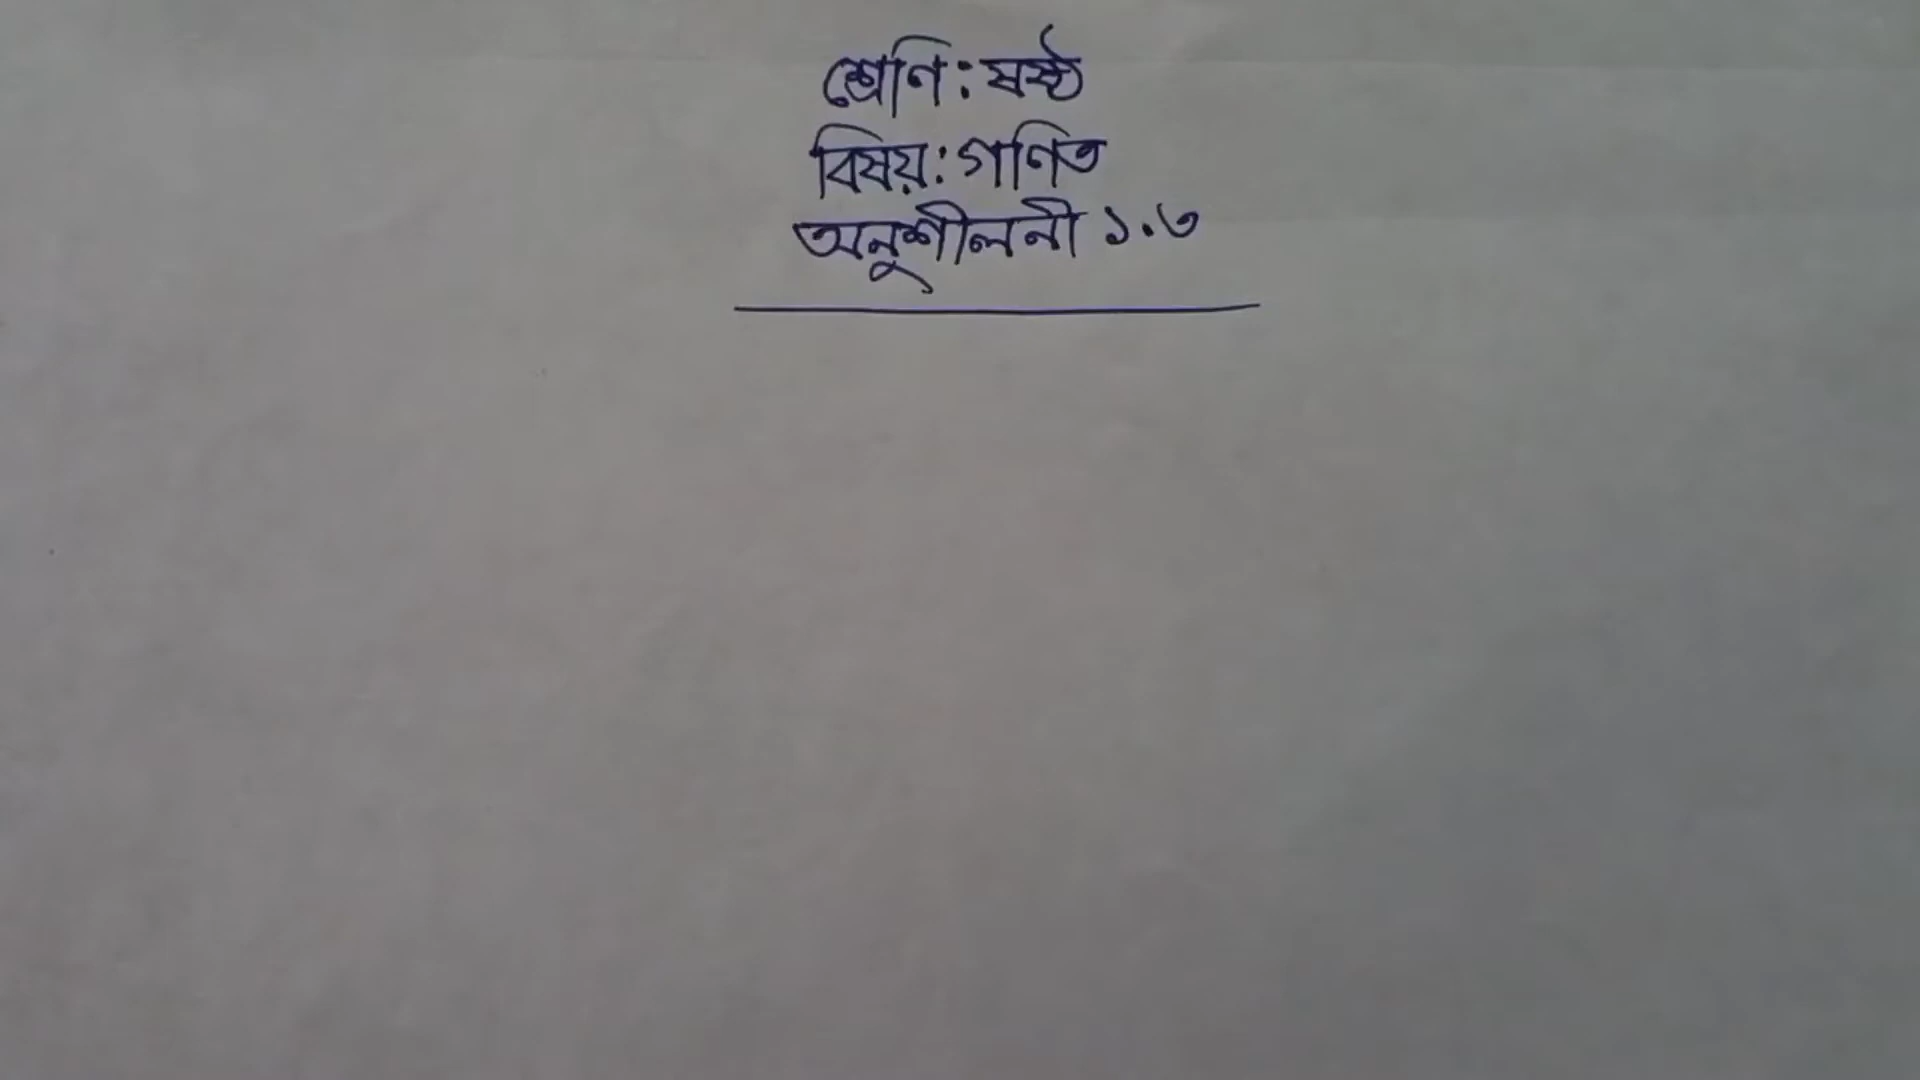 শ্রেণি : ষষ্ঠ
বিষয় : গণিত
অনুশীলনী ১.৩